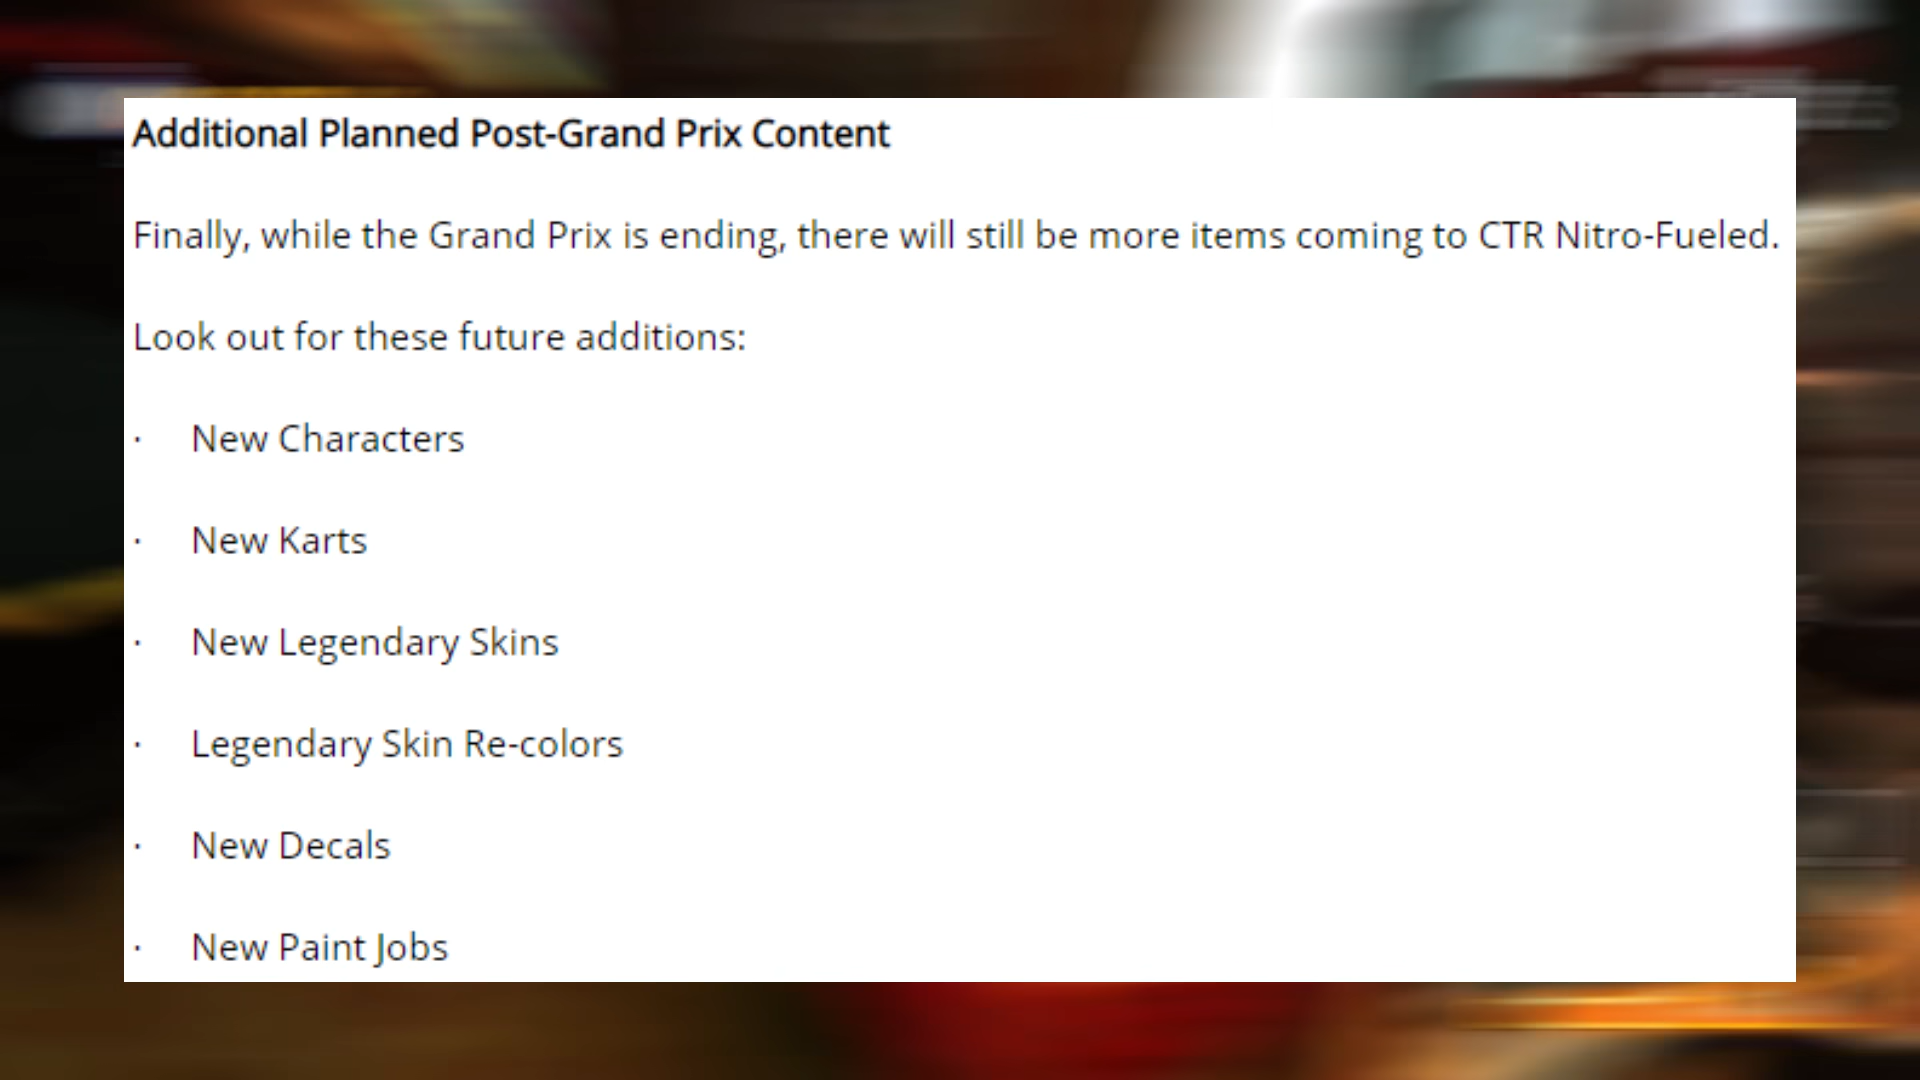 Additional Planned Post-Grand Prix Content
Finally, while the Grand Prix is ending, there will still be more items coming to CTR Nitro-Fueled.
Look out for these future additions:
· New Characters
· New Karts
· New Legendary Skins
· Legendary Skin Re-colors
· New Decals
· New Paint Jobs